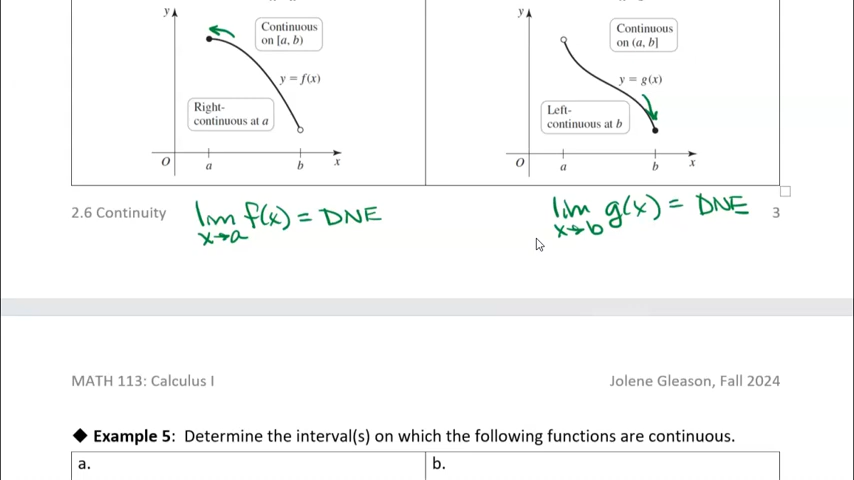 y
Continuous
on [a, b)
y = f(x)
Right-
continuous at a
O
a
b
x
y
Continuous
on (a, b]
y = g(x)
Left-
continuous at b
O
a
b
x
2.6 Continuity
lim f(x) = DNE
x→a
lim g(x) = DNE
x→b
3
MATH 113: Calculus I
Jolene Gleason, Fall 2024
◆ Example 5: Determine the interval(s) on which the following functions are continuous.
a.
b.